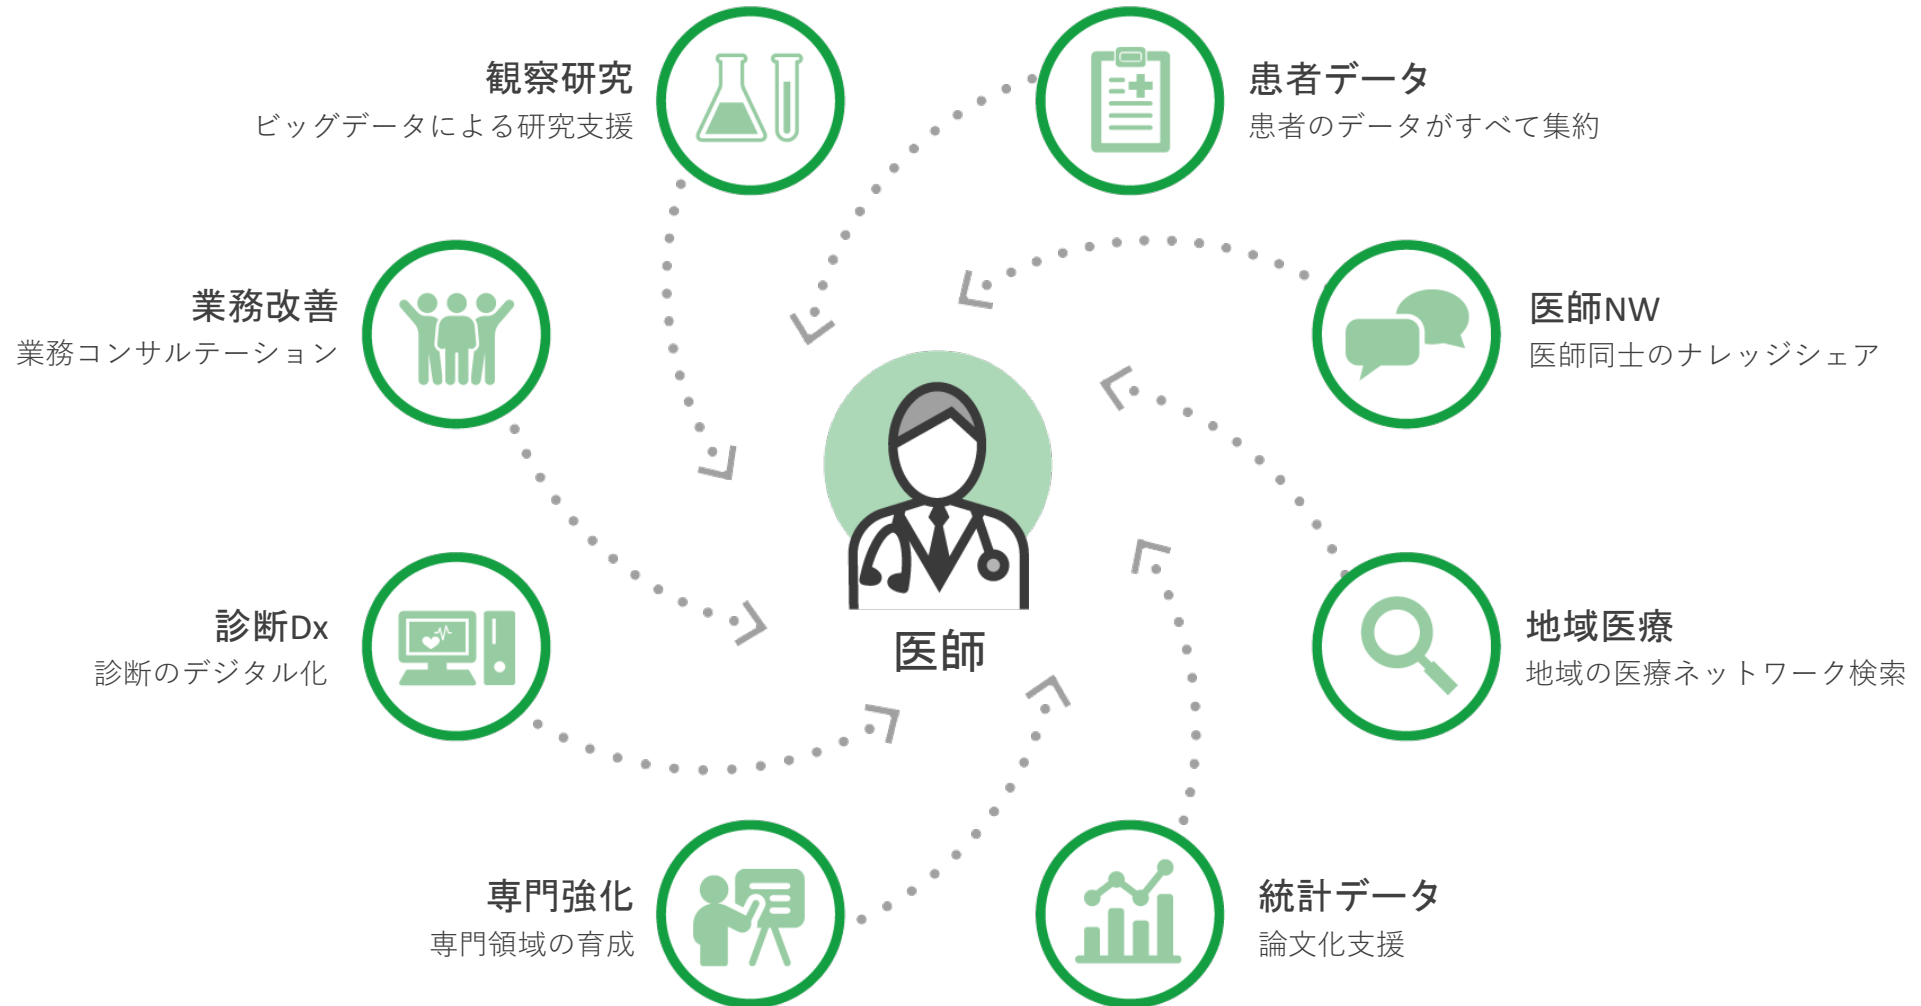 観察研究
ビッグデータによる研究支援
患者データ
患者のデータがすべて集約
業務改善
業務コンサルテーション
医師NW
医師同士のナレッジシェア
医師
診断Dx
診断のデジタル化
地域医療
地域の医療ネットワーク検索
専門強化
専門領域の育成
統計データ
論文化支援